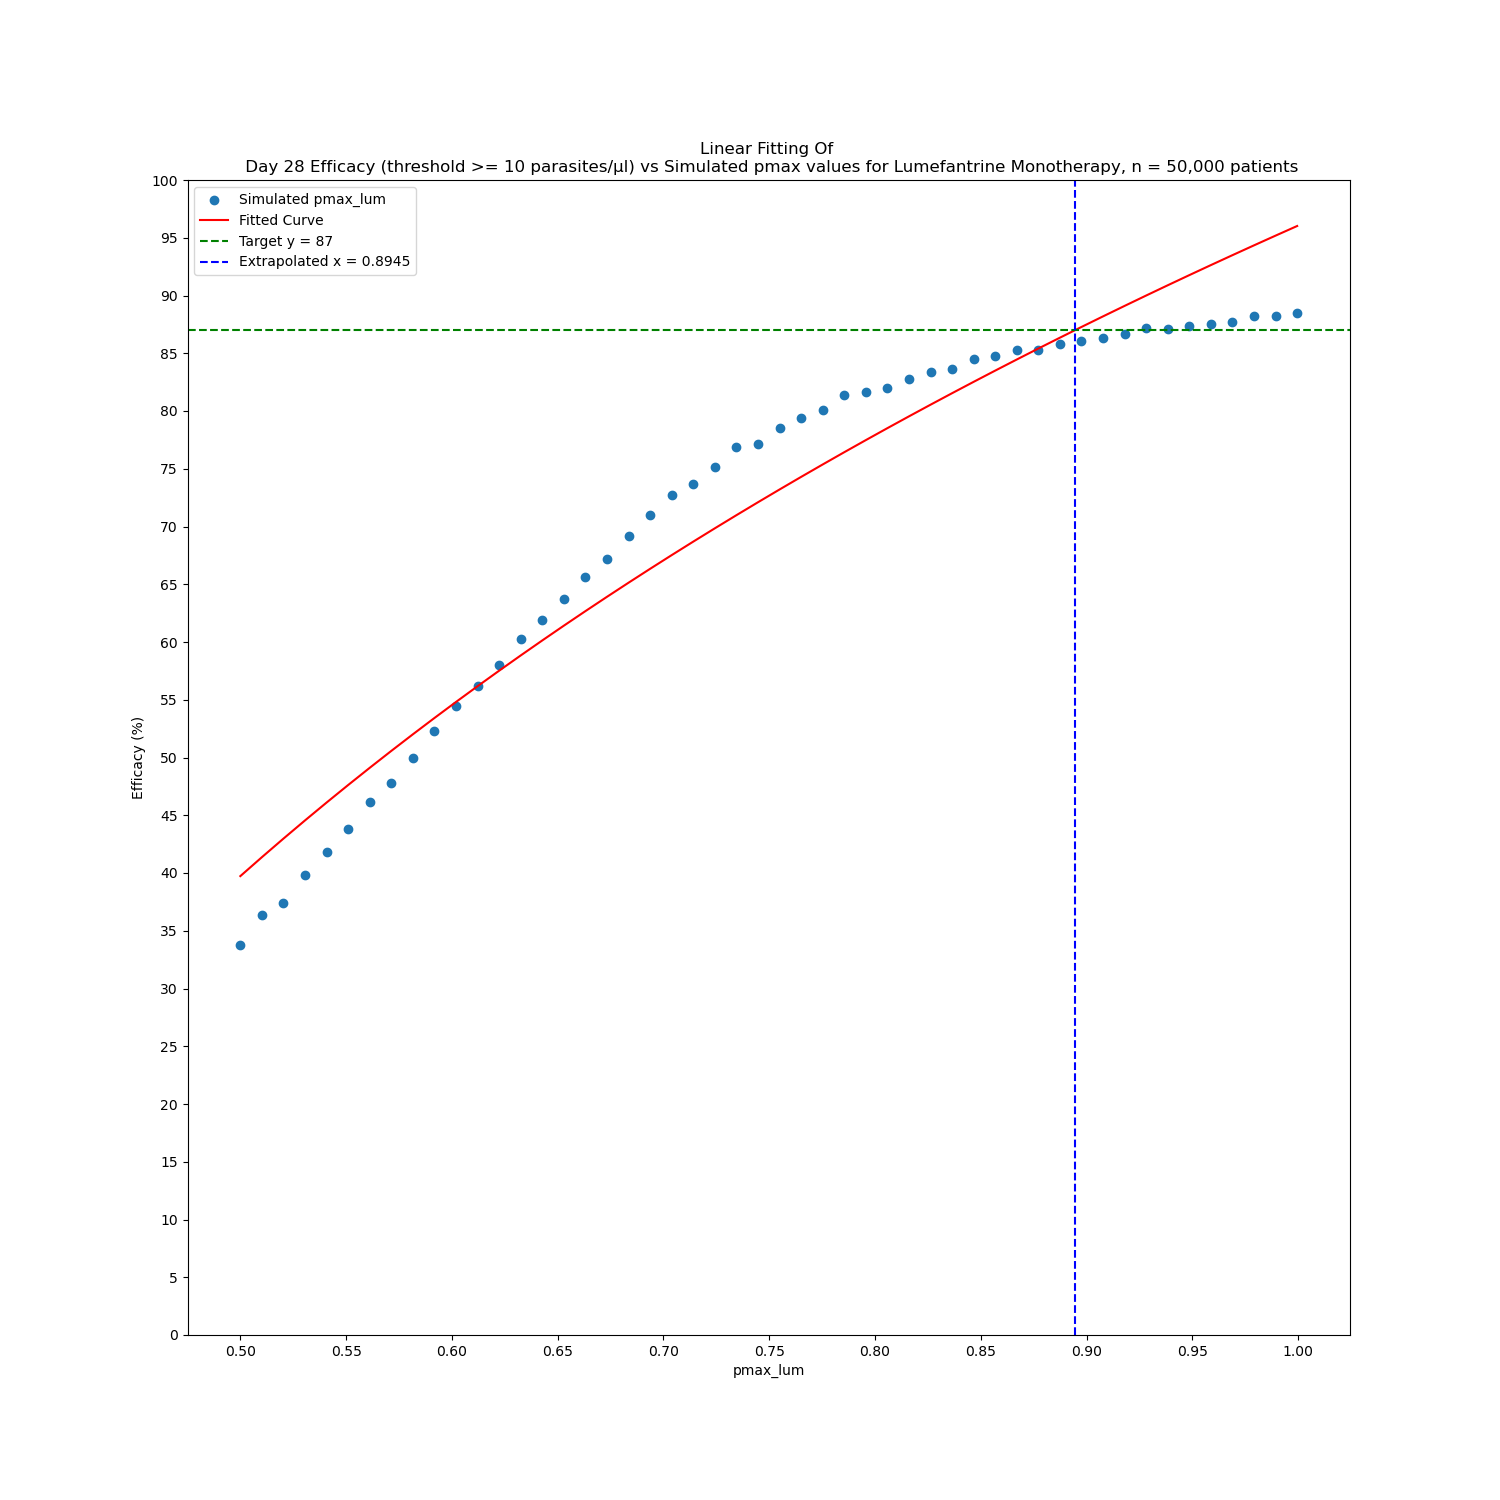 Linear Fitting Of
Day 28 Efficacy (threshold >= 10 parasites/µl) vs Simulated pmax values for Lumefantrine Monotherapy, n = 50,000 patients
Simulated pmax_lum
Fitted Curve
Target y = 87
Extrapolated x = 0.8945
Efficacy (%)
100
95
90
85
80
75
70
65
60
55
50
45
40
35
30
25
20
15
10
5
0
0.50 0.55 0.60 0.65 0.70 0.75 0.80 0.85 0.90 0.95 1.00
pmax_lum